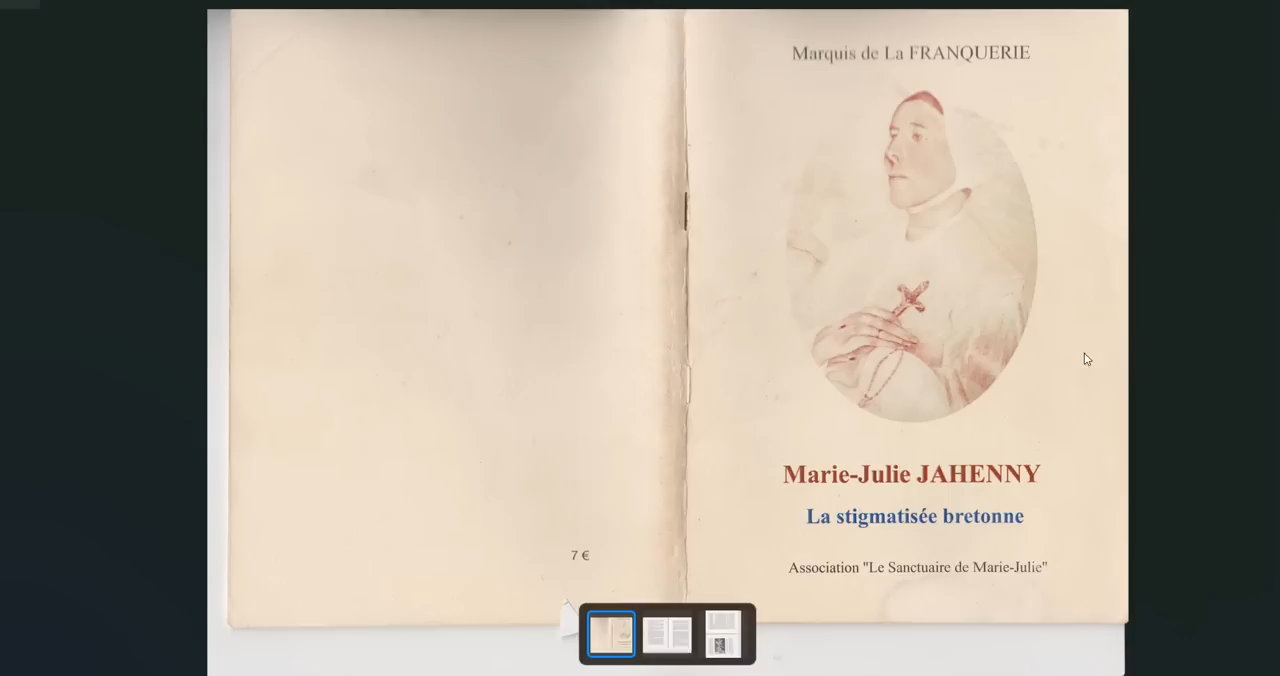 7 €
Marquis de La FRANQUERIE
Marie-Julie JAHENNY
La stigmatisée bretonne
Association "Le Sanctuaire de Marie-Julie"